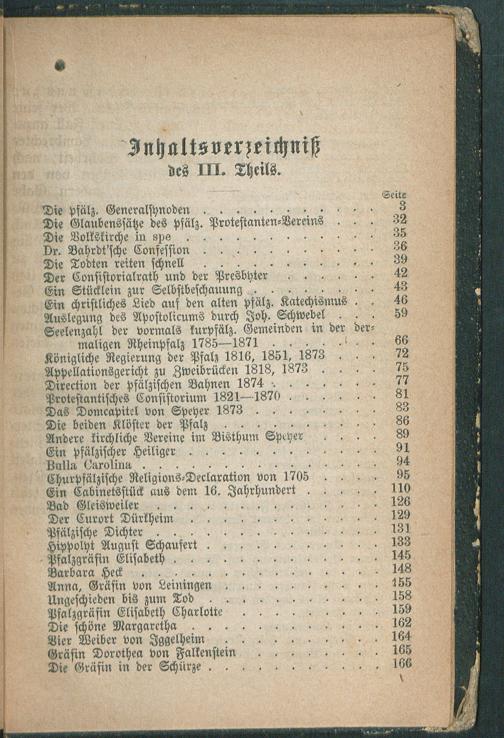 Inhaltsverzeichniß
des III. Theils.
Seite
Die pfälz. Generalsynoden . . . 3
Die Glaubenssätze des pfälz. Protestanten-Vereins . . . 32
Die Volkskirche in spe . . . 35
Dr. Bahrdt'sche Confession . . . 36
Die Todten reiten schnell . . . 39
Der Consistorialrath und der Presbyter . . . 42
Ein Stücklein zur Selbstbeschauung . . . 43
Ein christliches Lied auf den alten pfälz. Katechismus . . . 46
Auslegung des Apostolicums durch Joh. Schwebel . . . 59
Seelenzahl der vormals kurpfälz. Gemeinden in der der-
maligen Rheinpfalz 1785—1871 . . . 66
Königliche Regierung der Pfalz 1816, 1851, 1873 . . . 72
Appellationsgericht zu Zweibrücken 1818, 1873 . . . 75
Direction der pfälzischen Bahnen 1874 . . . 77
Protestantisches Consistorium 1821—1870 . . . 81
Das Domcapitel von Speyer 1873 . . . 83
Die beiden Klöster der Pfalz . . . 86
Andere kirchliche Vereine im Bisthum Speyer . . . 89
Ein pfälzischer Heiliger . . . 91
Bulla Carolina . . . 94
Churpfälzische Religions-Declaration von 1705 . . . 95
Ein Cabinetsstück aus dem 16. Jahrhundert . . . 110
Bad Gleisweiler . . . 126
Der Curort Dürkheim . . . 129
Pfälzische Dichter . . . 131
Hippolyt August Schaufert . . . 133
Pfalzgräfin Elisabeth . . . 145
Barbara Heck . . . 148
Anna, Gräfin von Leiningen . . . 155
Ungeschieden bis zum Tod . . . 158
Pfalzgräfin Elisabeth Charlotte . . . 159
Die schöne Margaretha . . . 162
Vier Weiber von Iggelheim . . . 164
Gräfin Dorothea von Falkenstein . . . 165
Die Gräfin in der Schürze . . . 166